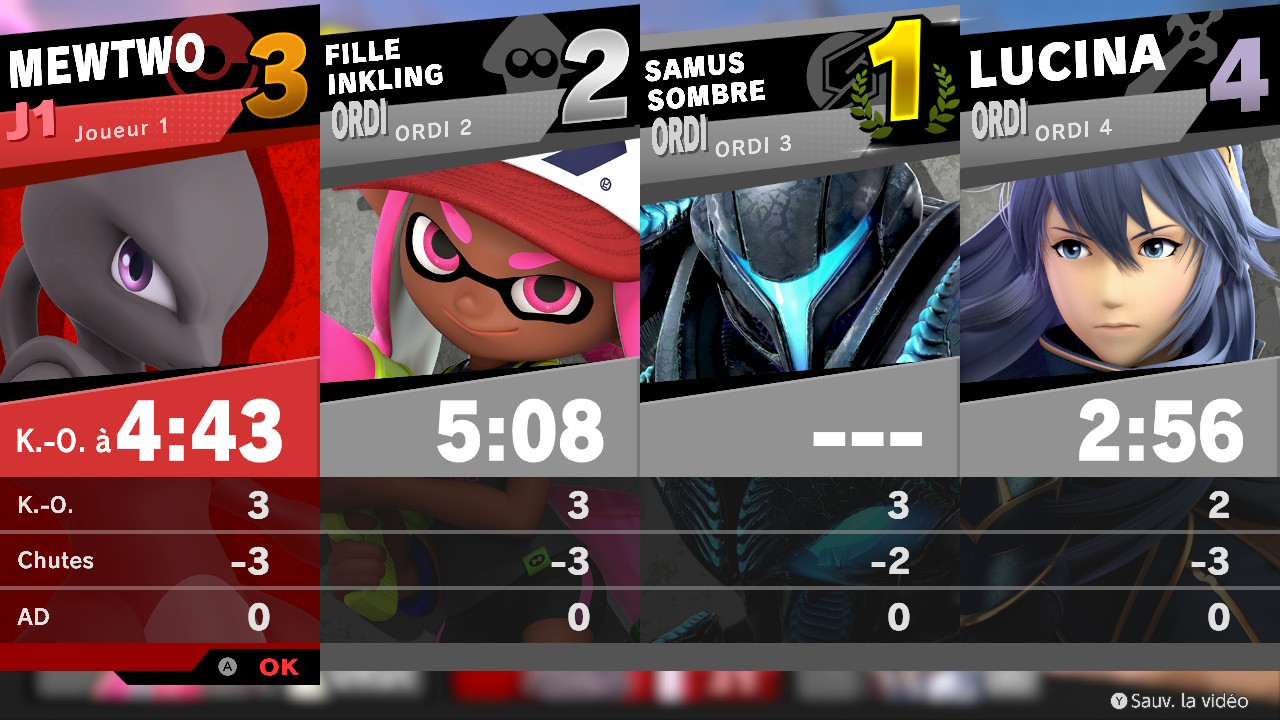 MEWTWO
3
J1 Joueur 1
FILLE
INKLING
2
ORDI ORDI 2
SAMUS
SOMBRE
1
ORDI ORDI 3
LUCINA
4
ORDI ORDI 4
®
K.-O. à 4:43
5:08
---
2:56
K.-O. 3 3 3 2
Chutes -3 -3 -2 -3
AD 0 0 0 0
A OK
Y Sauv. la vidéo